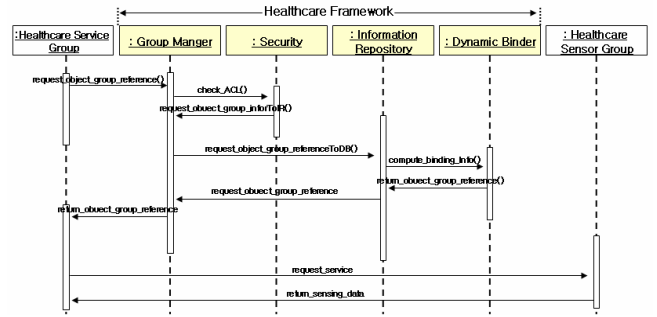 Healthcare Framework
:Healthcare Service
Group
: Group Manger
: Security
: Information
Repository
: Dynamic Binder
: Healthcare
Sensor Group
request_object_group_reference()
check_ACL()
request_obuect_group_inforToIR()
request_object_group_referenceToDB()
compute_binding_Info()
return_obuect_group_reference()
request_obuect_group_reference
return_obuect_group_reference
request_service
return_sensing_data